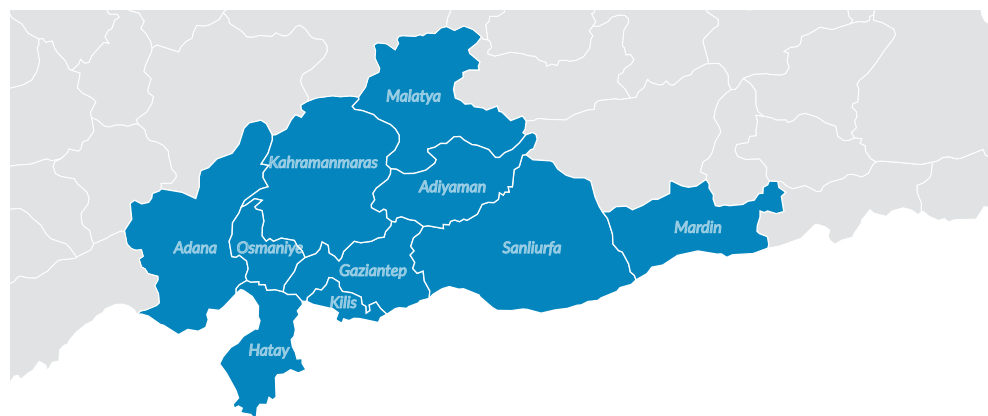 Malatya
Kahramanmaras
Adiyaman
Mardin
Adana
Osmaniye
Sanliurfa
Gaziantep
Kilis
Hatay